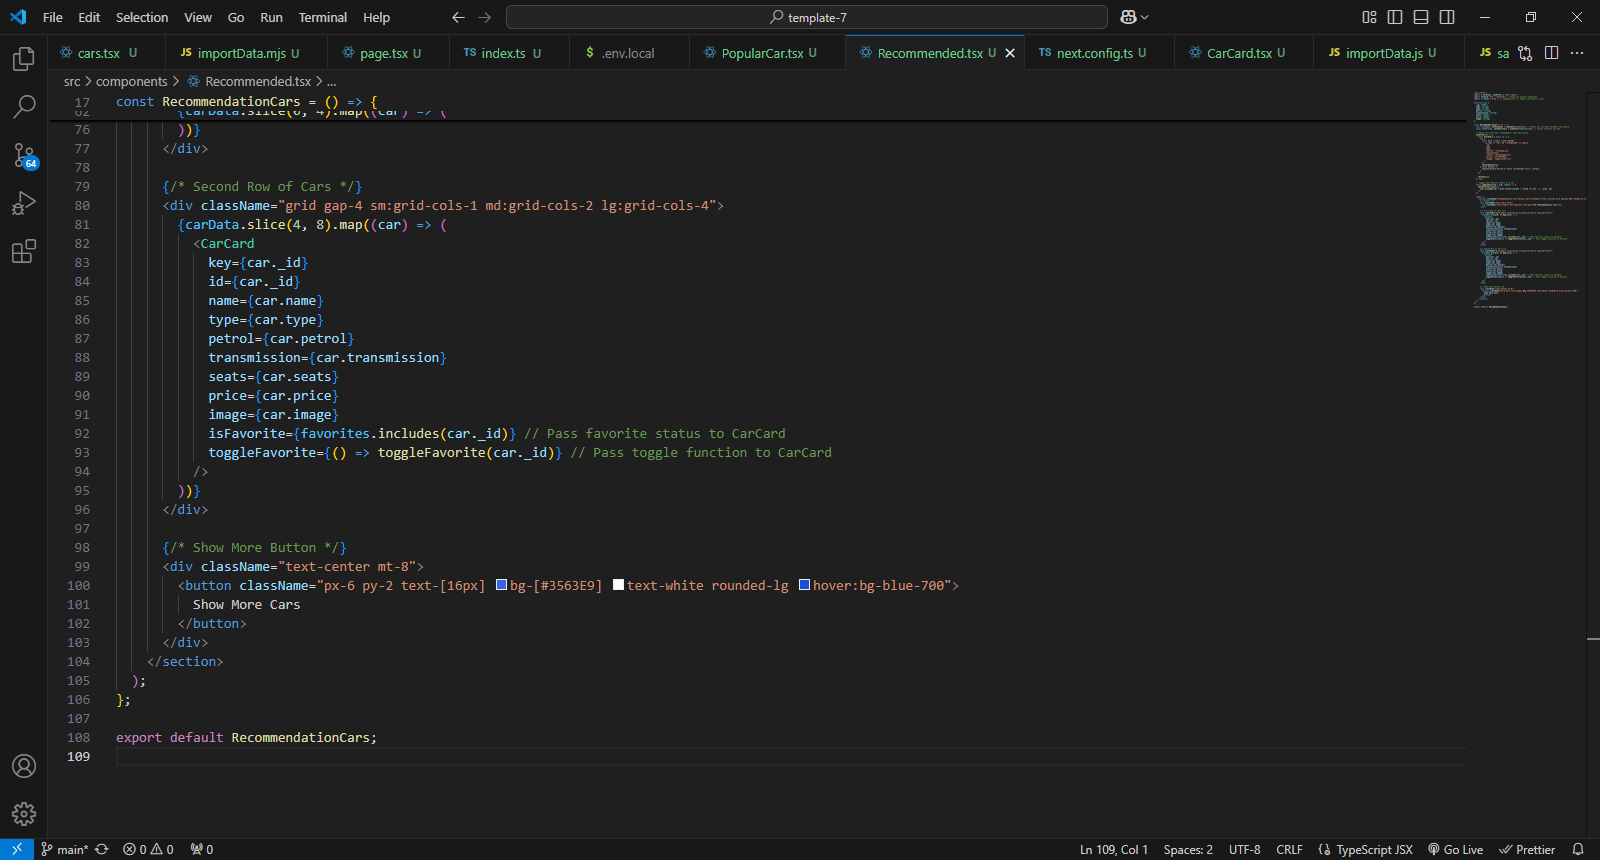 File Edit Selection View Go Run Terminal Help template-7
cars.tsx U JS importData.mjs U page.tsx U TS index.ts U $ .env.local PopularCar.tsx U Recommended.tsx U TS next.config.ts U CarCard.tsx U JS importData.js U JS sa
src > components > Recommended.tsx > ...
17 const RecommendationCars = () => {
62 {carData.slice(0, 4).map((car) => (
76 ))}
77 </div>
78
79 {/* Second Row of Cars */}
80 <div className="grid gap-4 sm:grid-cols-1 md:grid-cols-2 lg:grid-cols-4">
81 {carData.slice(4, 8).map((car) => (
82 <CarCard
83 key={car._id}
84 id={car._id}
85 name={car.name}
86 type={car.type}
87 petrol={car.petrol}
88 transmission={car.transmission}
89 seats={car.seats}
90 price={car.price}
91 image={car.image}
92 isFavorite={favorites.includes(car._id)} // Pass favorite status to CarCard
93 toggleFavorite={() => toggleFavorite(car._id)} // Pass toggle function to CarCard
94 />
95 ))}
96 </div>
97
98 {/* Show More Button */}
99 <div className="text-center mt-8">
100 <button className="px-6 py-2 text-[16px] bg-[#3563E9] text-white rounded-lg hover:bg-blue-700">
101 Show More Cars
102 </button>
103 </div>
104 </section>
105 );
106 };
107
108 export default RecommendationCars;
109
64
main* 0 0 0 Ln 109, Col 1 Spaces: 2 UTF-8 CRLF {} TypeScript JSX Go Live Prettier